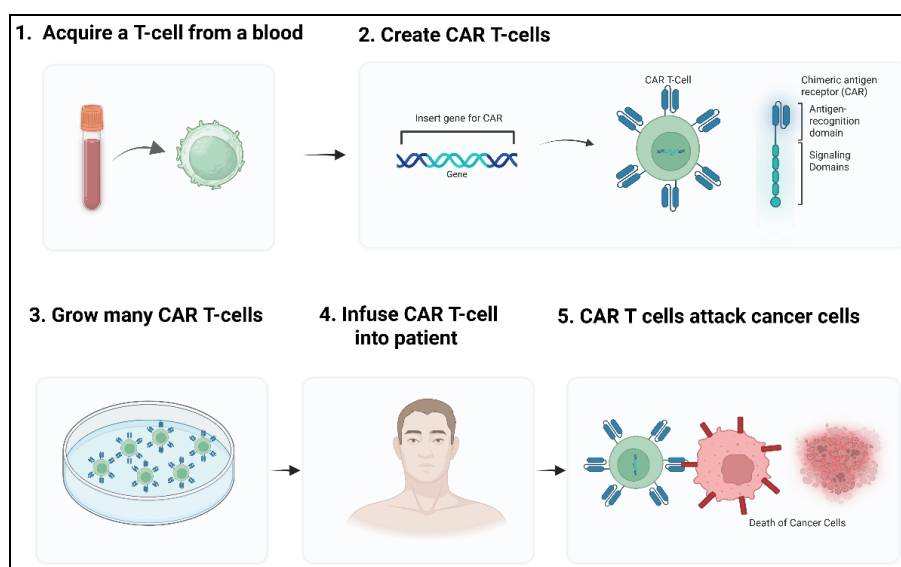 1. Acquire a T-cell from a blood
2. Create CAR T-cells
Insert gene for CAR
Gene
CAR T-Cell
Chimeric antigen
receptor (CAR)
Antigen-
recognition
domain
Signaling
Domains
3. Grow many CAR T-cells
4. Infuse CAR T-cell
into patient
5. CAR T cells attack cancer cells
Death of Cancer Cells